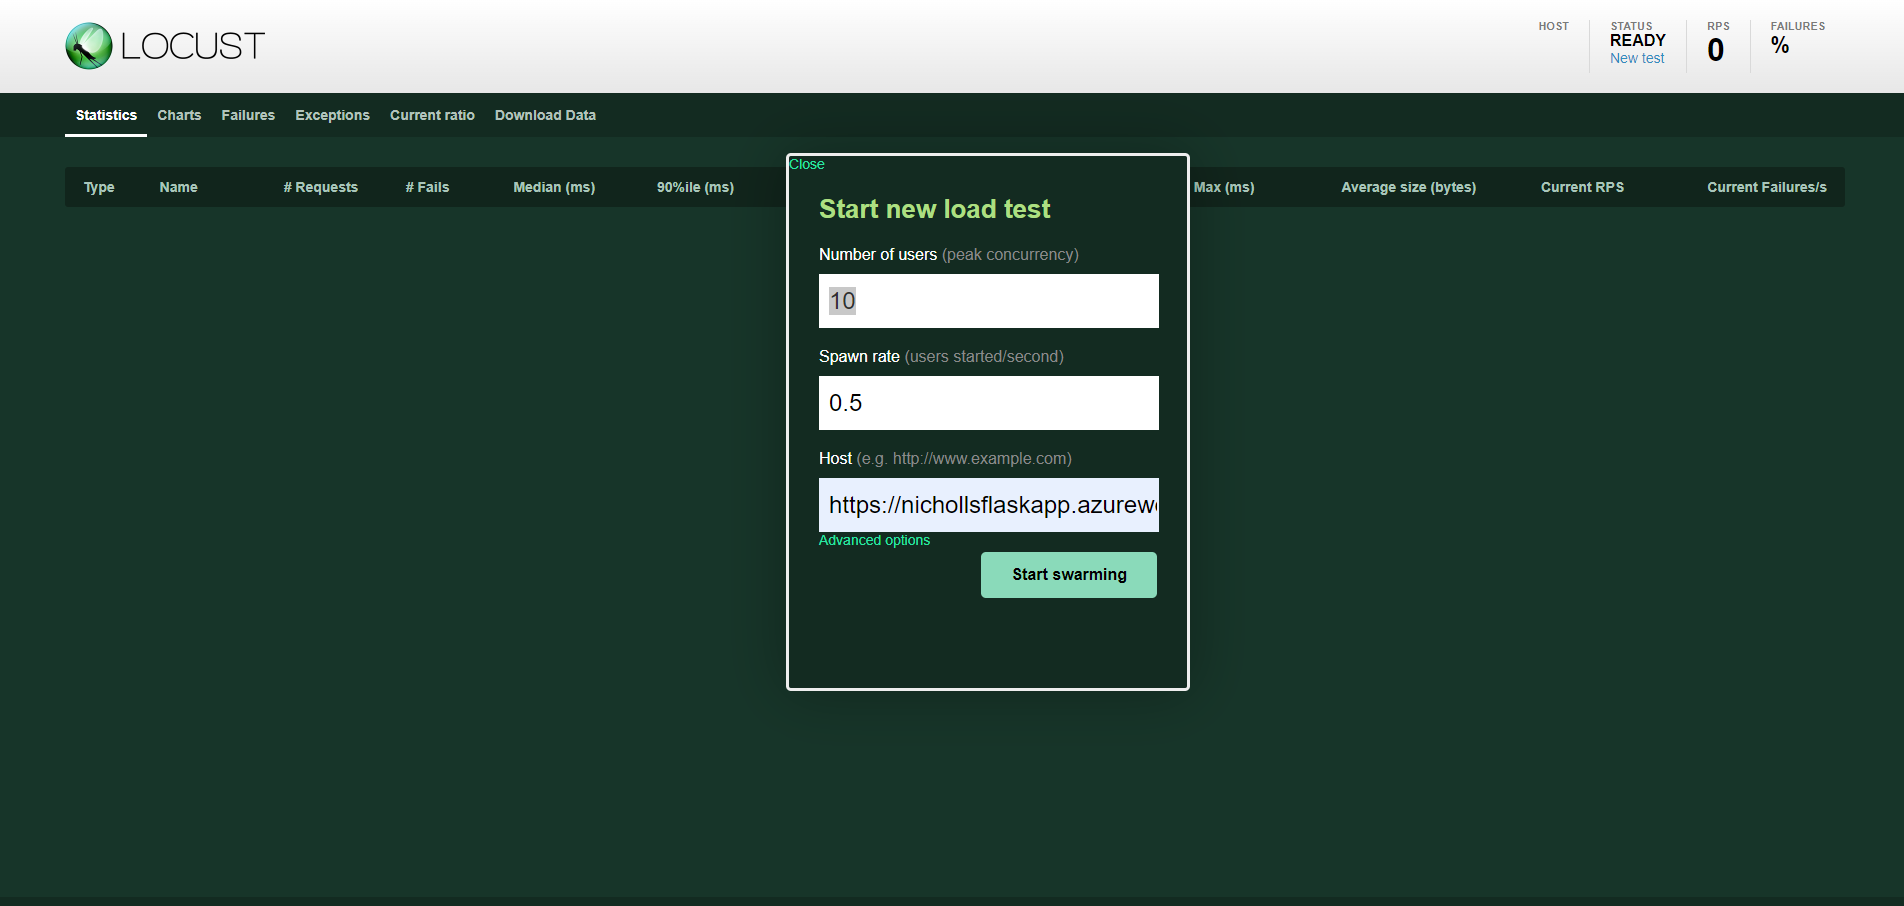 LOCUST
HOST
STATUS
READY
New test
RPS
0
FAILURES
%
Statistics Charts Failures Exceptions Current ratio Download Data
Type Name # Requests # Fails Median (ms) 90%ile (ms) Max (ms) Average size (bytes) Current RPS Current Failures/s
Close
Start new load test
Number of users (peak concurrency)
10
Spawn rate (users started/second)
0.5
Host (e.g. http://www.example.com)
https://nichollsflaskapp.azurew
Advanced options
Start swarming